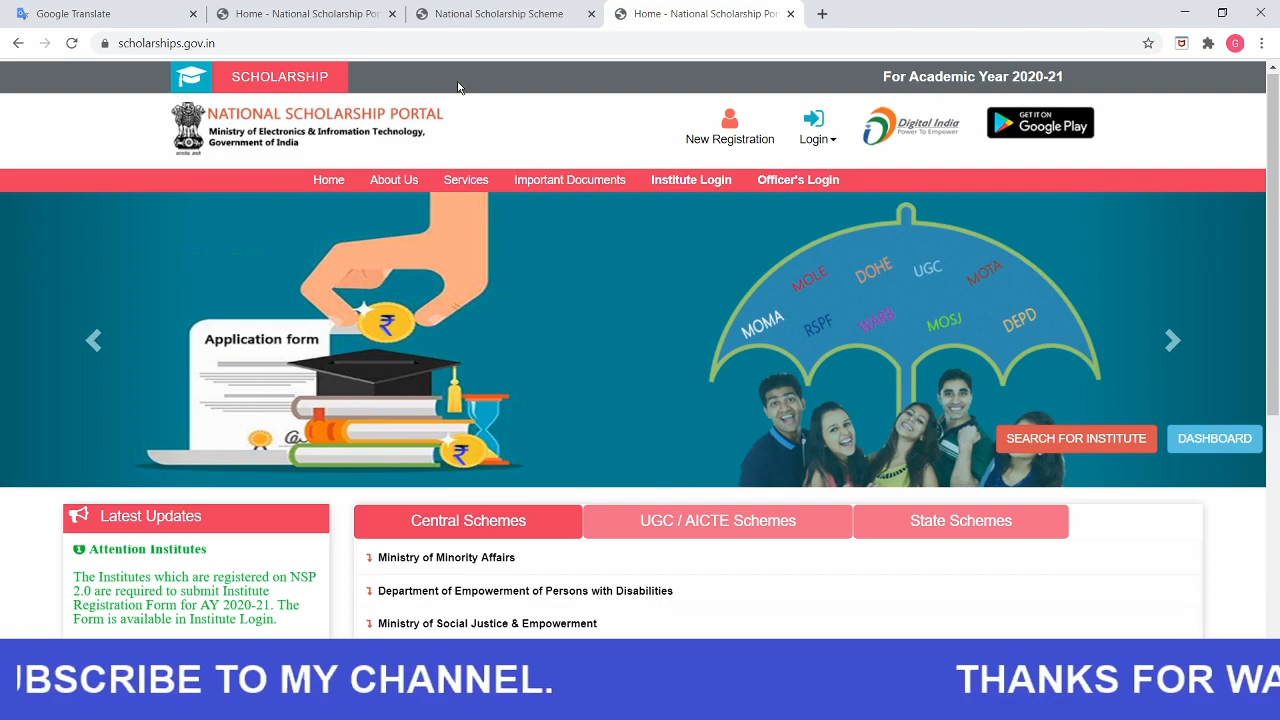 Google Translate
Home - National Scholarship Por
National Scholarship Scheme
Home - National Scholarship Por
scholarships.gov.in
G
SCHOLARSHIP
For Academic Year 2020-21
NATIONAL SCHOLARSHIP PORTAL
Ministry of Electronics & Infromation Technology,
Government of India
New Registration
Login
Digital India
Power To Empower
GET IT ON
Google Play
Home
About Us
Services
Important Documents
Institute Login
Officer's Login
Application form
MOMA
MOLE
RSPF
DOHE
WARB
UGC
MOSJ
MOTA
DEPD
SEARCH FOR INSTITUTE
DASHBOARD
Latest Updates
Attention Institutes
The Institutes which are registered on NSP
2.0 are required to submit Institute
Registration Form for AY 2020-21. The
Form is available in Institute Login.
Central Schemes
UGC / AICTE Schemes
State Schemes
Ministry of Minority Affairs
Department of Empowerment of Persons with Disabilities
Ministry of Social Justice & Empowerment
UBSCRIBE TO MY CHANNEL.
THANKS FOR WA